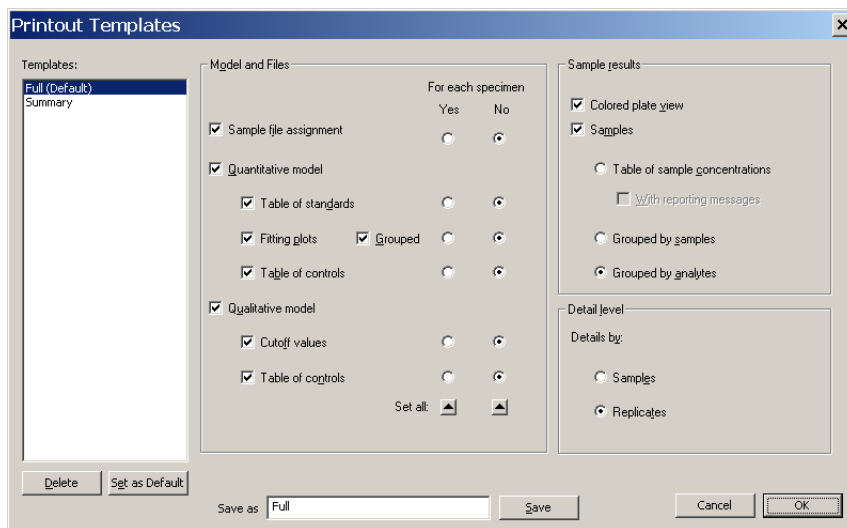 Printout Templates
Templates:
Full (Default)
Summary
Delete
Set as Default
Model and Files
For each specimen
Yes No
Sample file assignment
Quantitative model
Table of standards
Fitting plots Grouped
Table of controls
Qualitative model
Cutoff values
Table of controls
Set all:
Sample results
Colored plate view
Samples
Table of sample concentrations
With reporting messages
Grouped by samples
Grouped by analytes
Detail level
Details by:
Samples
Replicates
Save as Full Save
Cancel OK